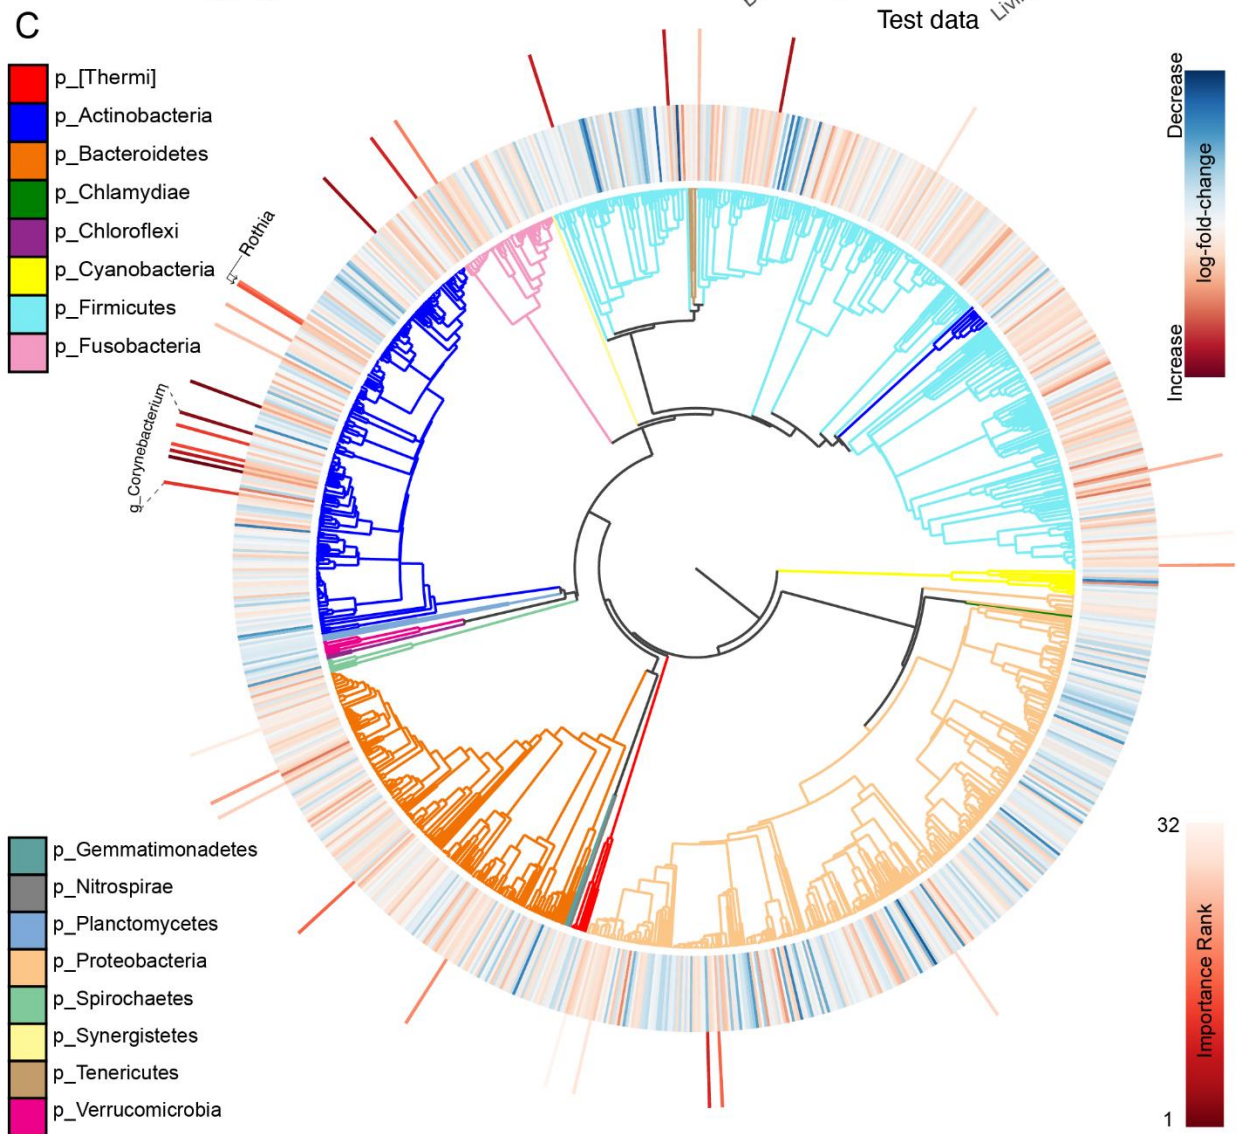 C
Test data
p_[Thermi]
p_Actinobacteria
p_Bacteroidetes
p_Chlamydiae
p_Chloroflexi
p_Cyanobacteria
p_Firmicutes
p_Fusobacteria
Rothia
g_Corynebacterium
Decrease
log-fold-change
Increase
p_Gemmatimonadetes
p_Nitrospirae
p_Planctomycetes
p_Proteobacteria
p_Spirochaetes
p_Synergistetes
p_Tenericutes
p_Verrucomicrobia
32
Importance Rank
1